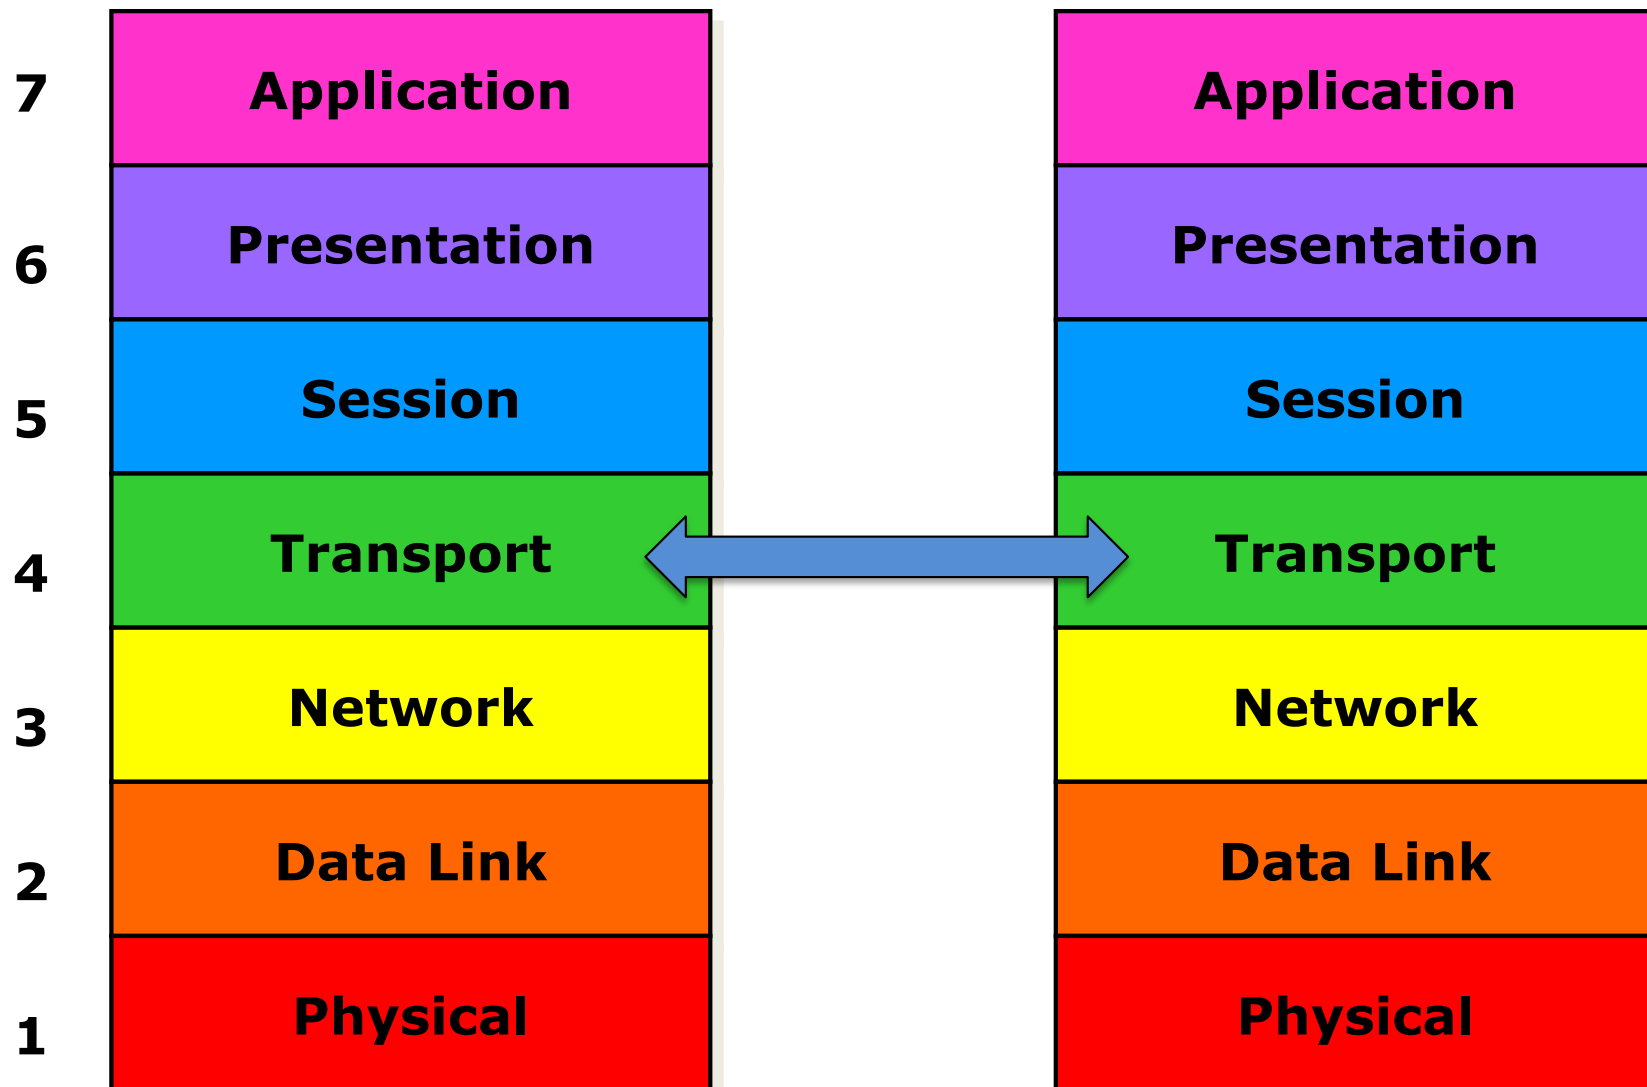 7 Application Application
6 Presentation Presentation
5 Session Session
4 Transport Transport
3 Network Network
2 Data Link Data Link
1 Physical Physical